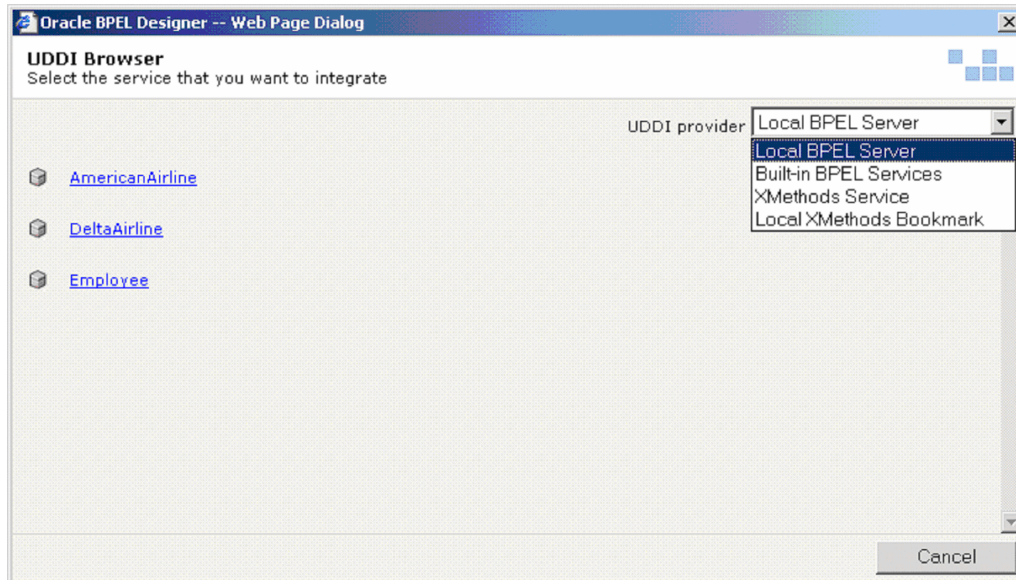 Oracle BPEL Designer -- Web Page Dialog
UDDI Browser
Select the service that you want to integrate
UDDI provider Local BPEL Server
Local BPEL Server
Built-in BPEL Services
XMethods Service
Local XMethods Bookmark
AmericanAirline
DeltaAirline
Employee
Cancel